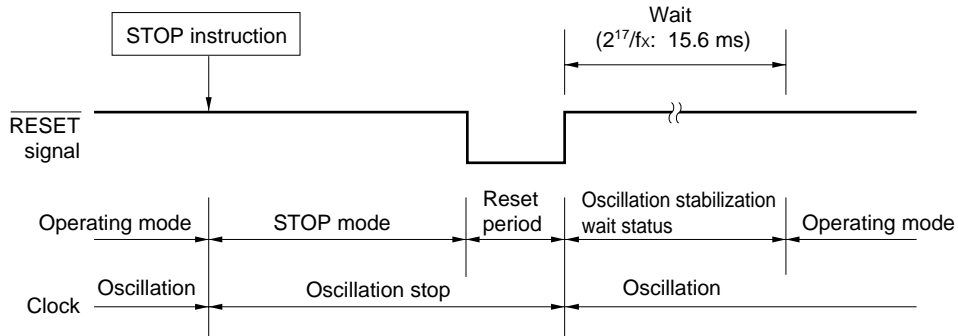 Wait
(2¹⁷/fx: 15.6 ms)
STOP instruction
RESET
signal
Operating mode
STOP mode
Reset
period
Oscillation stabilization
wait status
Operating mode
Clock
Oscillation
Oscillation stop
Oscillation